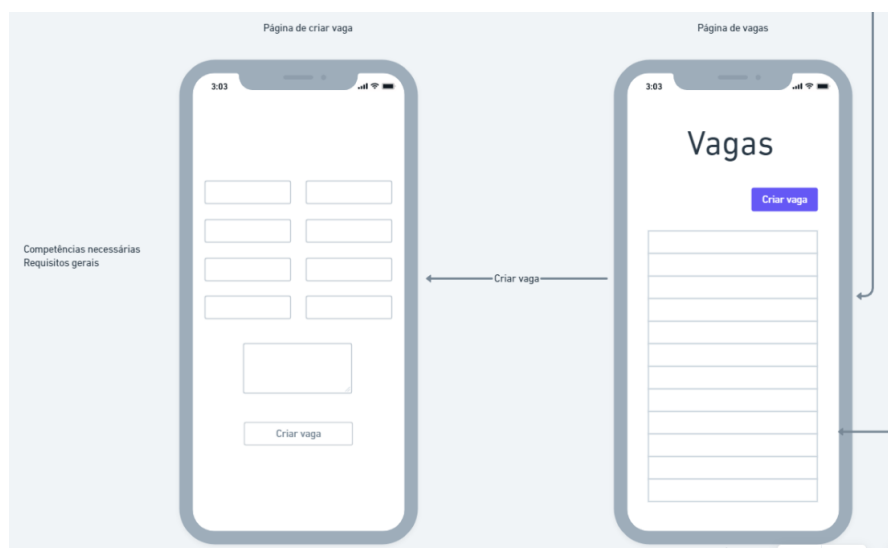 Página de criar vaga
Página de vagas
3:03
3:03
Vagas
Criar vaga
Competências necessárias
Requisitos gerais
Criar vaga
Criar vaga